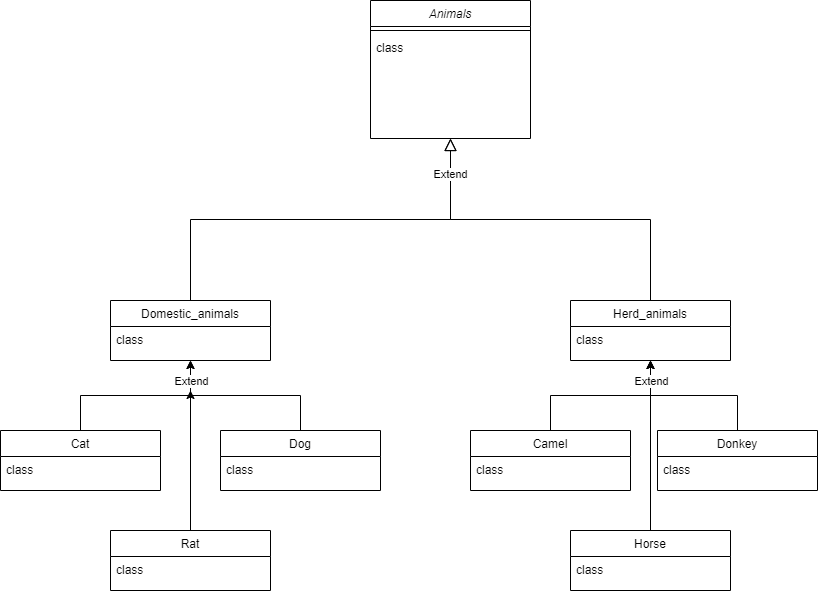 Animals
class
Extend
Domestic_animals
class
Herd_animals
class
Extend
Extend
Cat
class
Dog
class
Camel
class
Donkey
class
Rat
class
Horse
class